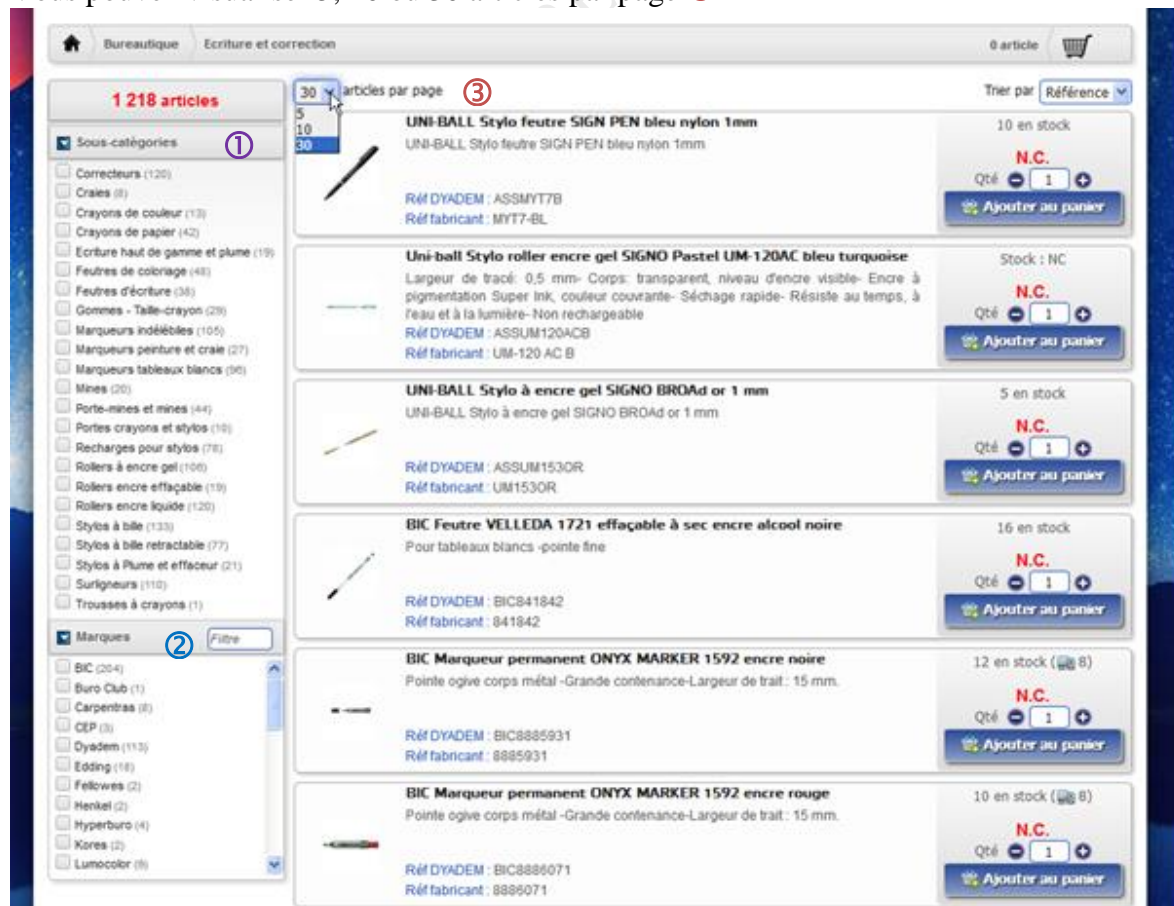 Vous pouvez visualiser 5, 10 ou 30 articles par page ③
Bureautique Ecriture et correction 0 article
1 218 articles
30 articles par page ③ Trier par Référence
5
10
30
① Sous-catégories
Correcteurs (120)
Craies (8)
Crayons de couleur (13)
Crayons de papier (42)
Ecriture haut de gamme et plume (19)
Feutres de coloriage (48)
Feutres d'écriture (38)
Gommes - Taille-crayon (29)
Marqueurs indélébiles (105)
Marqueurs peinture et craie (27)
Marqueurs tableaux blancs (96)
Mines (20)
Porte-mines et mines (44)
Portes crayons et stylos (10)
Recharges pour stylos (78)
Rollers à encre gel (106)
Rollers encre effaçable (19)
Rollers encre liquide (120)
Stylos à bille (133)
Stylos à bille retractable (77)
Stylos à Plume et effaceur (21)
Surligneurs (110)
Trousses à crayons (1)
Marques ② Filtre
BIC (204)
Buro Club (1)
Carpentras (8)
CEP (3)
Dyadem (113)
Edding (18)
Fellowes (2)
Henkel (2)
Hyperburo (4)
Kores (2)
Lumocolor (9)
UNI-BALL Stylo feutre SIGN PEN bleu nylon 1mm
UNI-BALL Stylo feutre SIGN PEN bleu nylon 1mm
Réf DYADEM : ASSMYT7B
Réf fabricant : MYT7-BL
10 en stock
N.C.
Qté 1
Ajouter au panier
Uni-ball Stylo roller encre gel SIGNO Pastel UM-120AC bleu turquoise
Largeur de tracé: 0,5 mm- Corps: transparent, niveau d'encre visible- Encre à
pigmentation Super Ink, couleur couvrante- Séchage rapide- Résiste au temps, à
l'eau et à la lumière- Non rechargeable
Réf DYADEM : ASSUM120ACB
Réf fabricant : UM-120 AC B
Stock : NC
N.C.
Qté 1
Ajouter au panier
UNI-BALL Stylo à encre gel SIGNO BROAd or 1 mm
UNI-BALL Stylo à encre gel SIGNO BROAd or 1 mm
Réf DYADEM : ASSUM153OR
Réf fabricant : UM153OR
5 en stock
N.C.
Qté 1
Ajouter au panier
BIC Feutre VELLEDA 1721 effaçable à sec encre alcool noire
Pour tableaux blancs -pointe fine
Réf DYADEM : BIC841842
Réf fabricant : 841842
16 en stock
N.C.
Qté 1
Ajouter au panier
BIC Marqueur permanent ONYX MARKER 1592 encre noire
Pointe ogive corps métal -Grande contenance-Largeur de trait : 15 mm.
Réf DYADEM : BIC8885931
Réf fabricant : 8885931
12 en stock ( 8)
N.C.
Qté 1
Ajouter au panier
BIC Marqueur permanent ONYX MARKER 1592 encre rouge
Pointe ogive corps métal -Grande contenance-Largeur de trait : 15 mm.
Réf DYADEM : BIC8886071
Réf fabricant : 8886071
10 en stock ( 8)
N.C.
Qté 1
Ajouter au panier